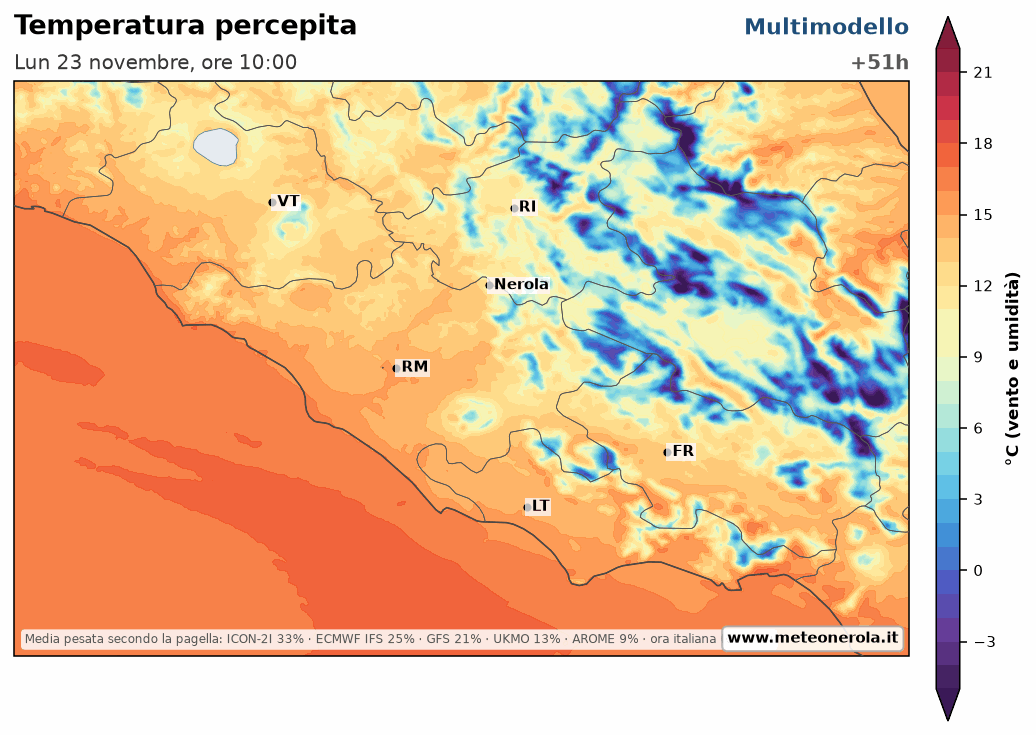 Temperatura percepita
Multimodello
Lun 23 novembre, ore 10:00
+51h
21
18
15
12
9
6
3
0
−3
°C (vento e umidità)
VT
RI
Nerola
RM
FR
LT
Media pesata secondo la pagella: ICON-2I 33% · ECMWF IFS 25% · GFS 21% · UKMO 13% · AROME 9% · ora italiana
www.meteonerola.it